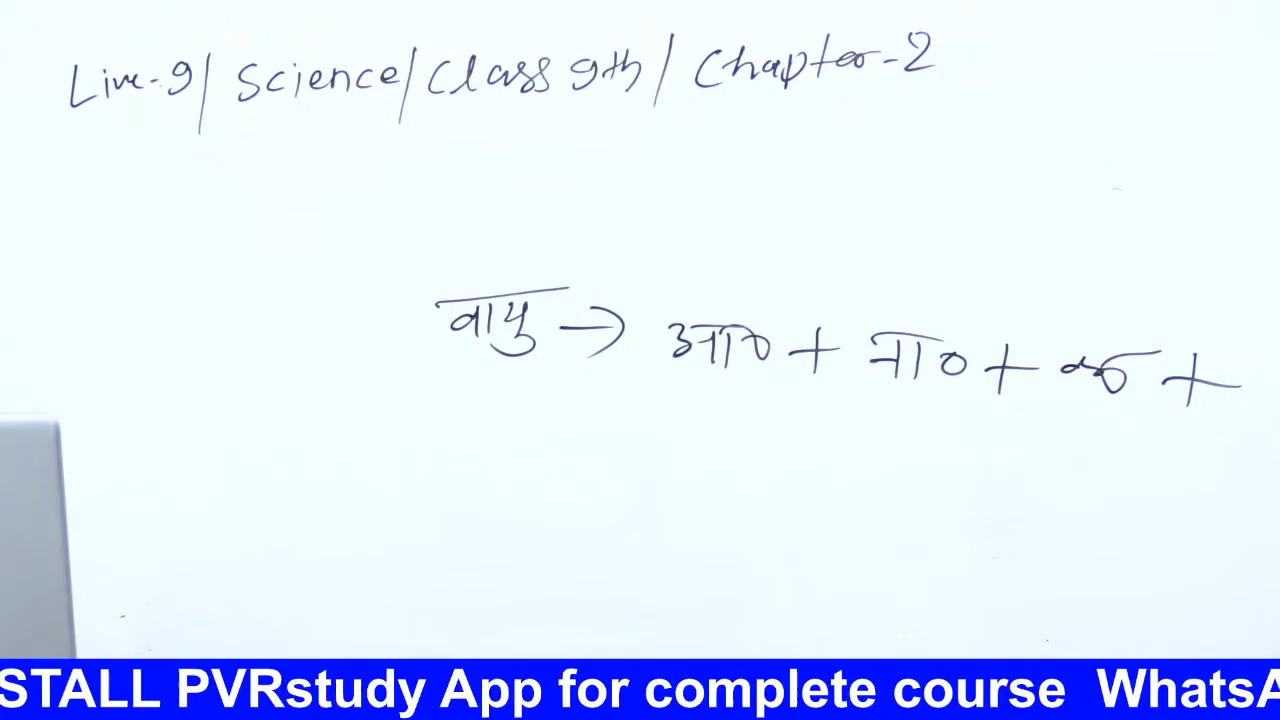 Live-9/ Science/ Class 9th/ Chapter-2
वायु → आ० + ना० + क +
STALL PVRstudy App for complete course WhatsA